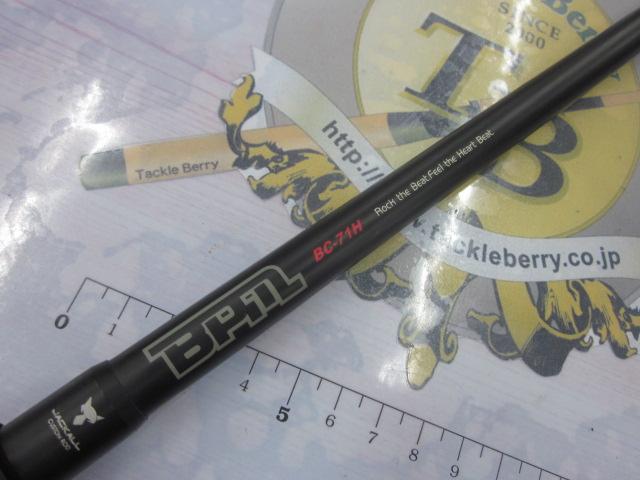 Berry
SINCE
2000
T
B
Tackle Berry
http://
.tackleberry.co.jp
Rock the Beat,Feel the Heart Beat
BC-71H
BPM
JACKALL
0 1 4 5 6 7 8 9